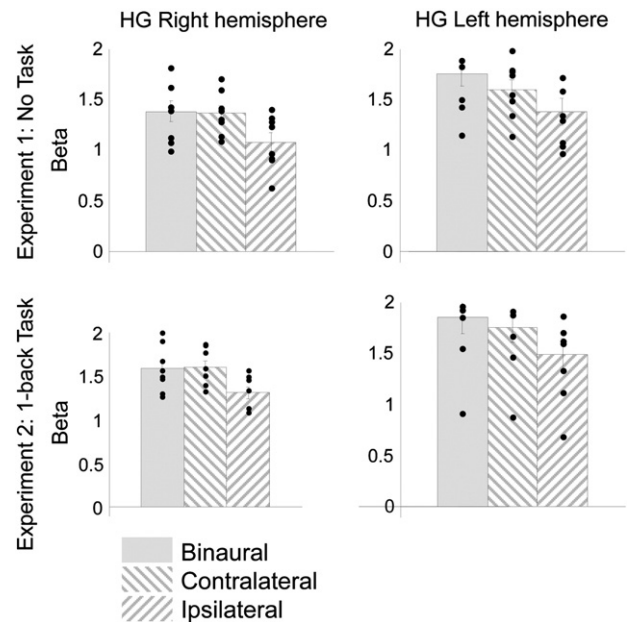 HG Right hemisphere
HG Left hemisphere
Experiment 1: No Task
Beta
2
1.5
1
0.5
0
2
1.5
1
0.5
0
Experiment 2: 1-back Task
Beta
2
1.5
1
0.5
0
2
1.5
1
0.5
0
Binaural
Contralateral
Ipsilateral